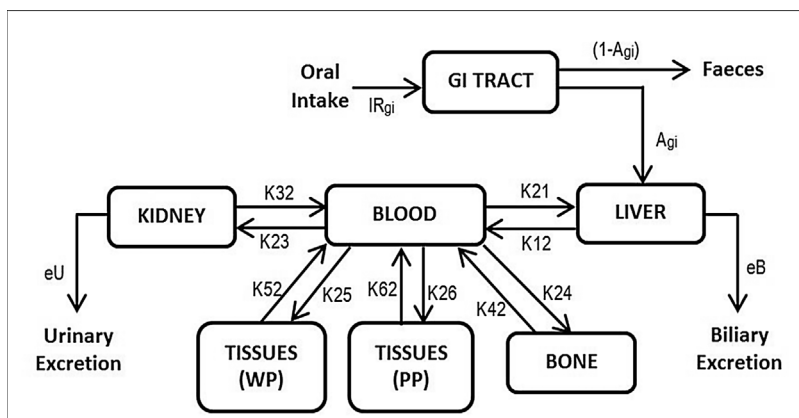 (1-Agi)
Oral
Intake
IRgi
GI TRACT
Faeces
Agi
KIDNEY
K32
K23
BLOOD
K21
K12
LIVER
eU
K52
K25
K62
K26
K42
K24
eB
Urinary
Excretion
TISSUES
(WP)
TISSUES
(PP)
BONE
Biliary
Excretion